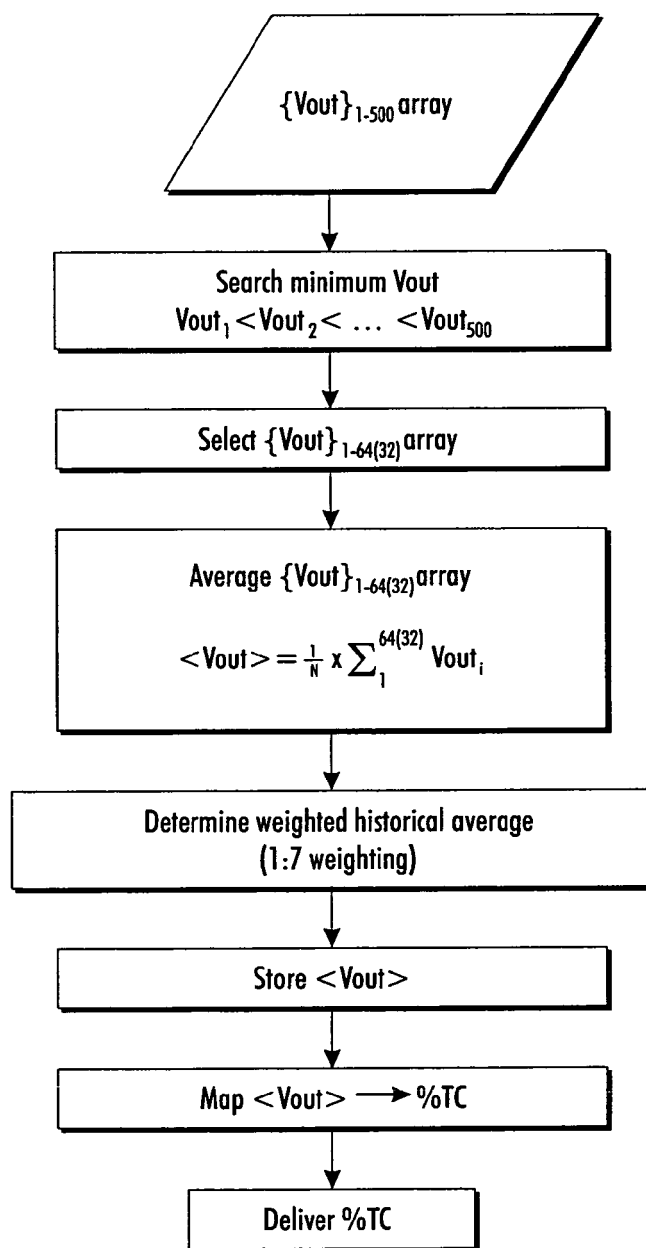 {Vout}1-500 array
Search minimum Vout
Vout1<Vout2< ... <Vout500
Select {Vout}1-64(32) array
Average {Vout}1-64(32) array
<Vout> = 1/N x ∑1^64(32) Vouti
Determine weighted historical average
(1:7 weighting)
Store <Vout>
Map <Vout> → %TC
Deliver %TC